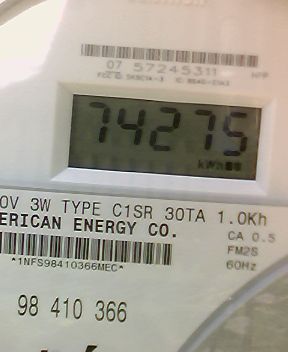 07 57245311
74275
kWh
0V 3W TYPE C1SR 30TA 1.0Kh
ERICAN ENERGY CO.
CA 0.5
FM2S
*1NFS98410366MEC*
60Hz
98 410 366